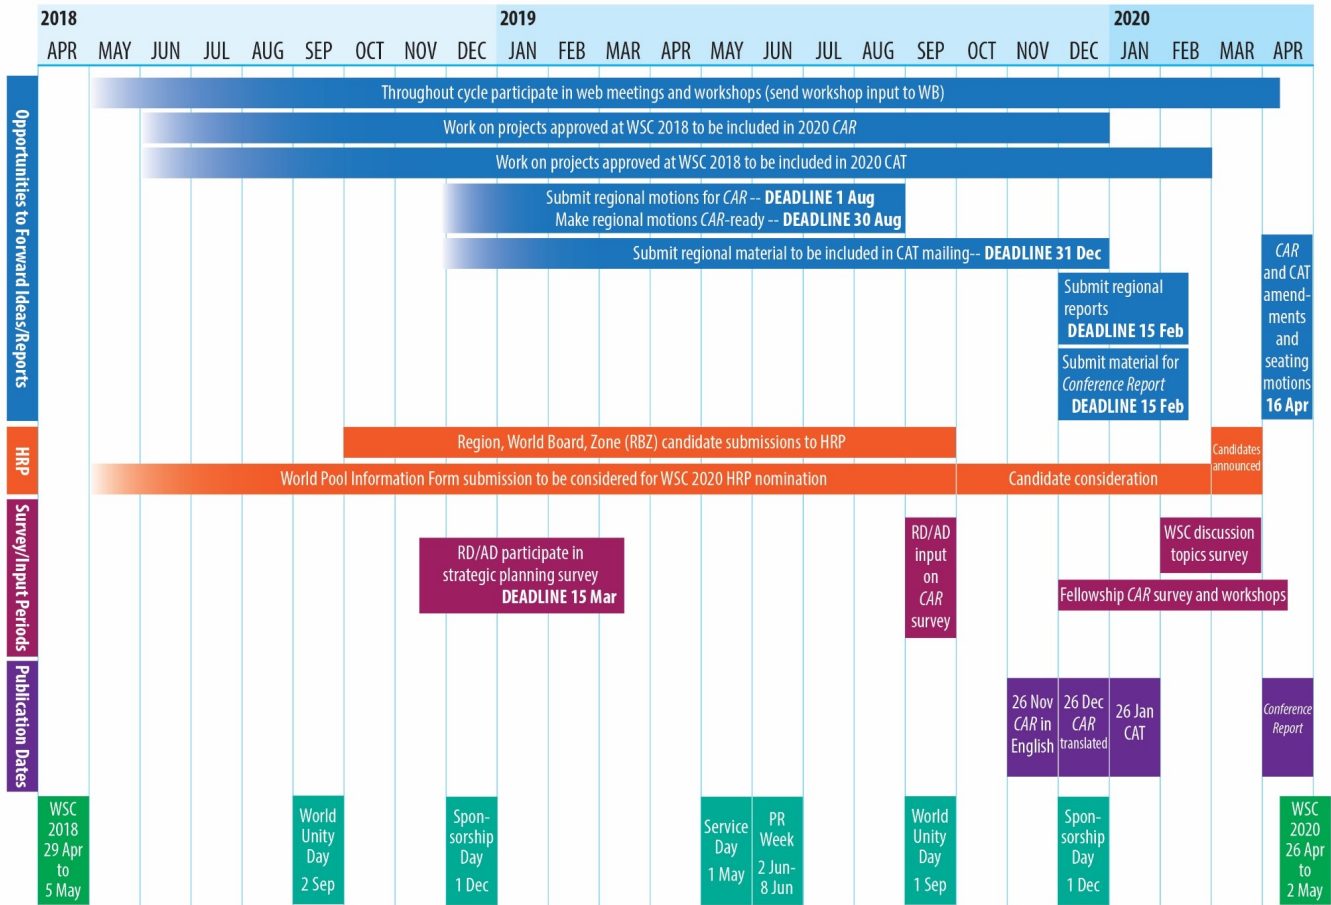 2018 2019 2020
APR MAY JUN JUL AUG SEP OCT NOV DEC JAN FEB MAR APR MAY JUN JUL AUG SEP OCT NOV DEC JAN FEB MAR APR
Opportunities to Forward Ideas/Reports
Throughout cycle participate in web meetings and workshops (send workshop input to WB)
Work on projects approved at WSC 2018 to be included in 2020 CAR
Work on projects approved at WSC 2018 to be included in 2020 CAT
Submit regional motions for CAR -- DEADLINE 1 Aug
Make regional motions CAR-ready -- DEADLINE 30 Aug
Submit regional material to be included in CAT mailing-- DEADLINE 31 Dec
Submit regional
reports
DEADLINE 15 Feb
Submit material for
Conference Report
DEADLINE 15 Feb
CAR
and CAT
amend-
ments
and
seating
motions
16 Apr
HRP
Region, World Board, Zone (RBZ) candidate submissions to HRP
World Pool Information Form submission to be considered for WSC 2020 HRP nomination
Candidate consideration
Candidates
announced
Survey/Input Periods
RD/AD participate in
strategic planning survey
DEADLINE 15 Mar
RD/AD
input
on
CAR
survey
WSC discussion
topics survey
Fellowship CAR survey and workshops
Publication Dates
26 Nov
CAR in
English
26 Dec
CAR
translated
26 Jan
CAT
Conference
Report
WSC
2018
29 Apr
to
5 May
World
Unity
Day
2 Sep
Spon-
sorship
Day
1 Dec
Service
Day
1 May
PR
Week
2 Jun-
8 Jun
World
Unity
Day
1 Sep
Spon-
sorship
Day
1 Dec
WSC
2020
26 Apr
to
2 May